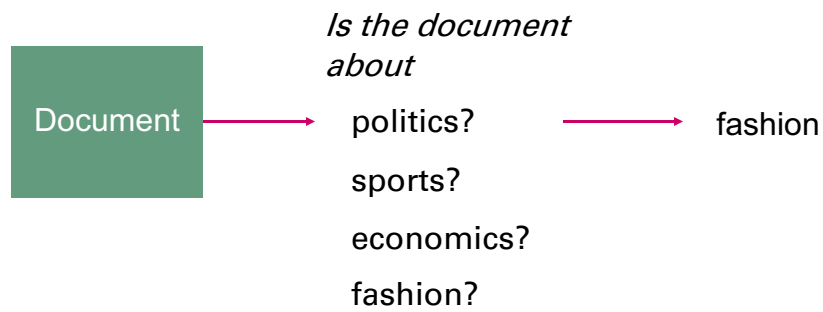 Is the document
about
Document
politics?
fashion
sports?
economics?
fashion?